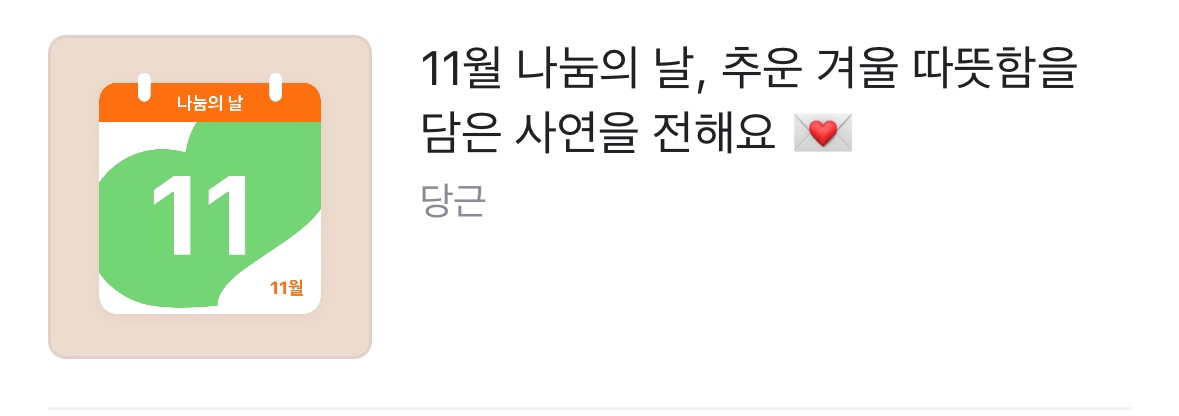 나눔의 날
11
11월
11월 나눔의 날, 추운 겨울 따뜻함을
담은 사연을 전해요 💌
당근